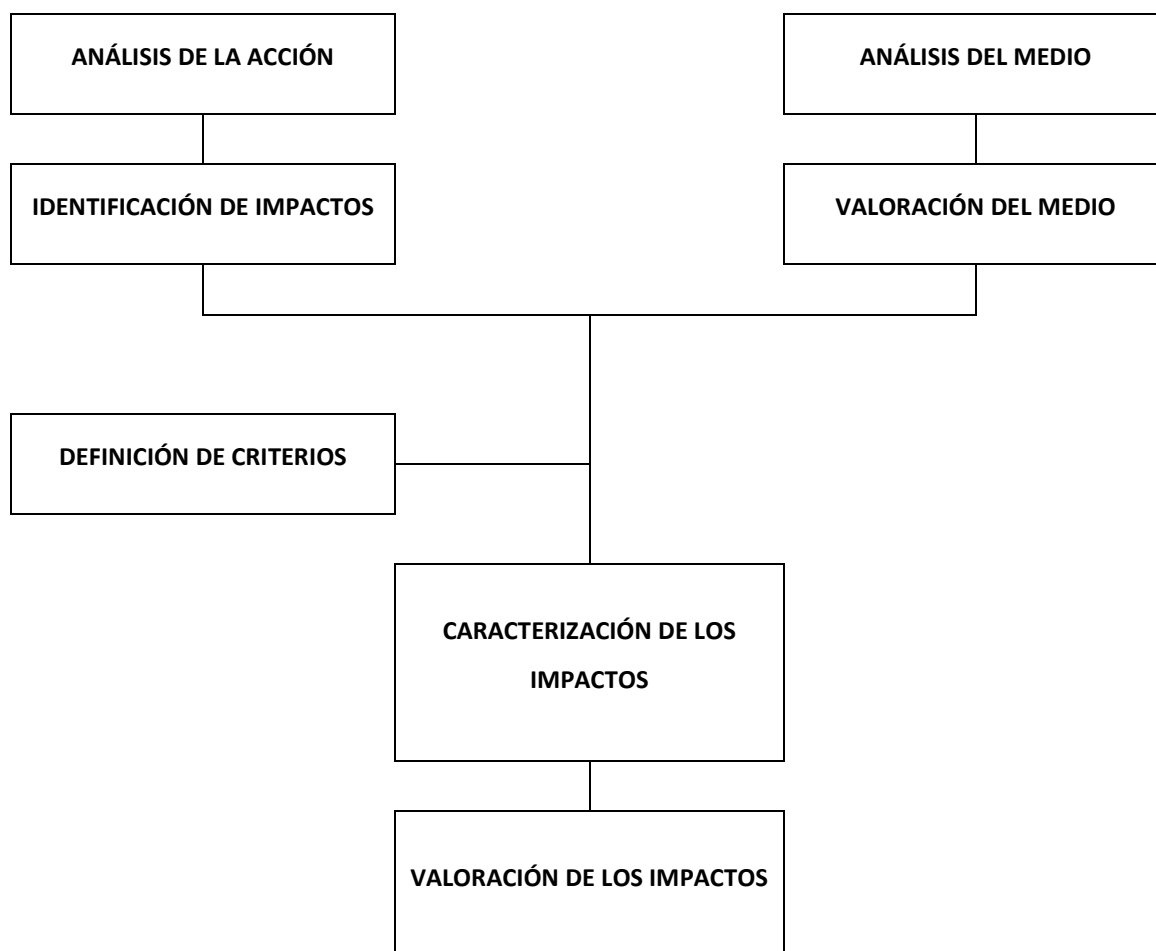 ANÁLISIS DE LA ACCIÓN
ANÁLISIS DEL MEDIO
IDENTIFICACIÓN DE IMPACTOS
VALORACIÓN DEL MEDIO
DEFINICIÓN DE CRITERIOS
CARACTERIZACIÓN DE LOS
IMPACTOS
VALORACIÓN DE LOS IMPACTOS